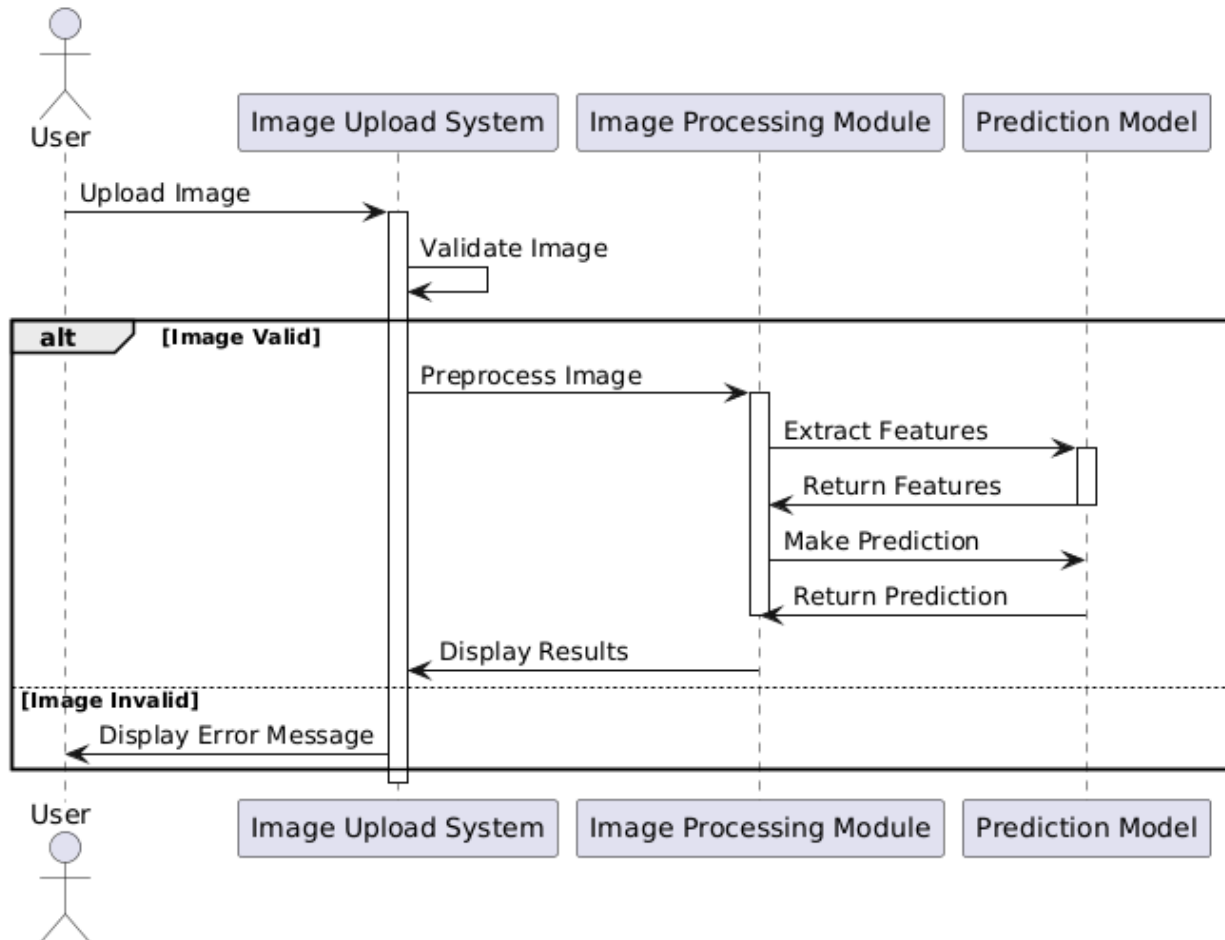 User
Image Upload System
Image Processing Module
Prediction Model
Upload Image
Validate Image
alt
[Image Valid]
Preprocess Image
Extract Features
Return Features
Make Prediction
Return Prediction
Display Results
[Image Invalid]
Display Error Message
User
Image Upload System
Image Processing Module
Prediction Model